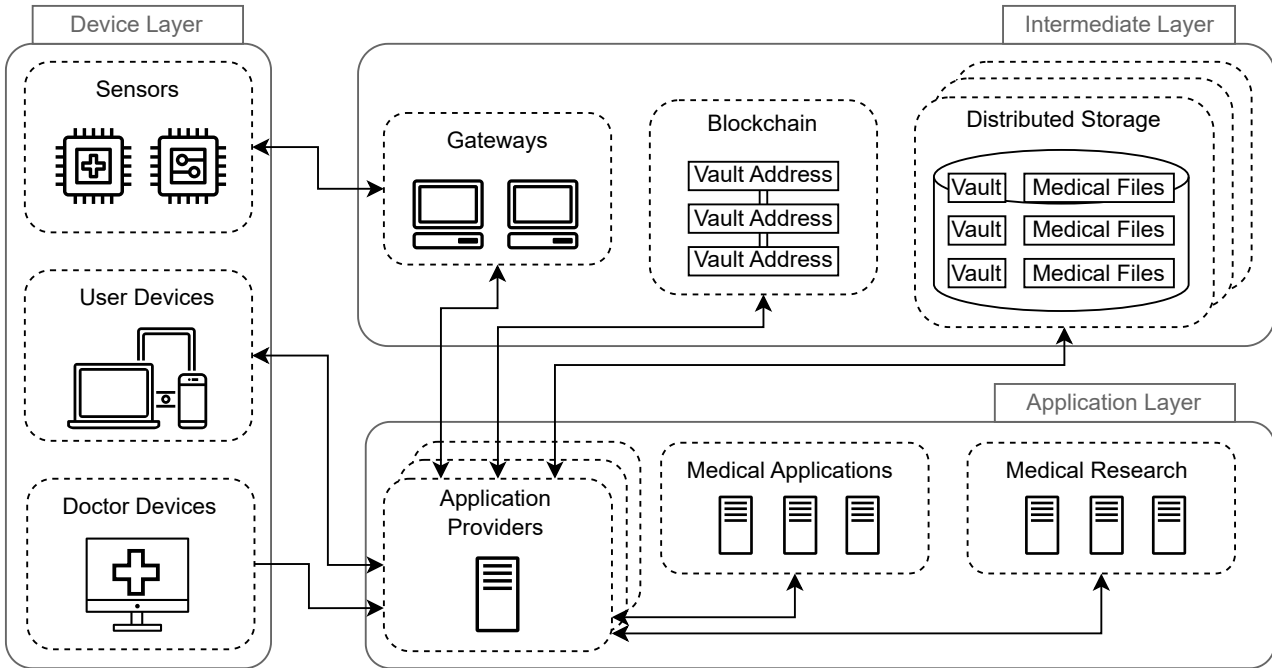 Device Layer
Sensors
User Devices
Doctor Devices
Intermediate Layer
Gateways
Blockchain
Vault Address
Vault Address
Vault Address
Distributed Storage
Vault
Medical Files
Vault
Medical Files
Vault
Medical Files
Application Layer
Application
Providers
Medical Applications
Medical Research